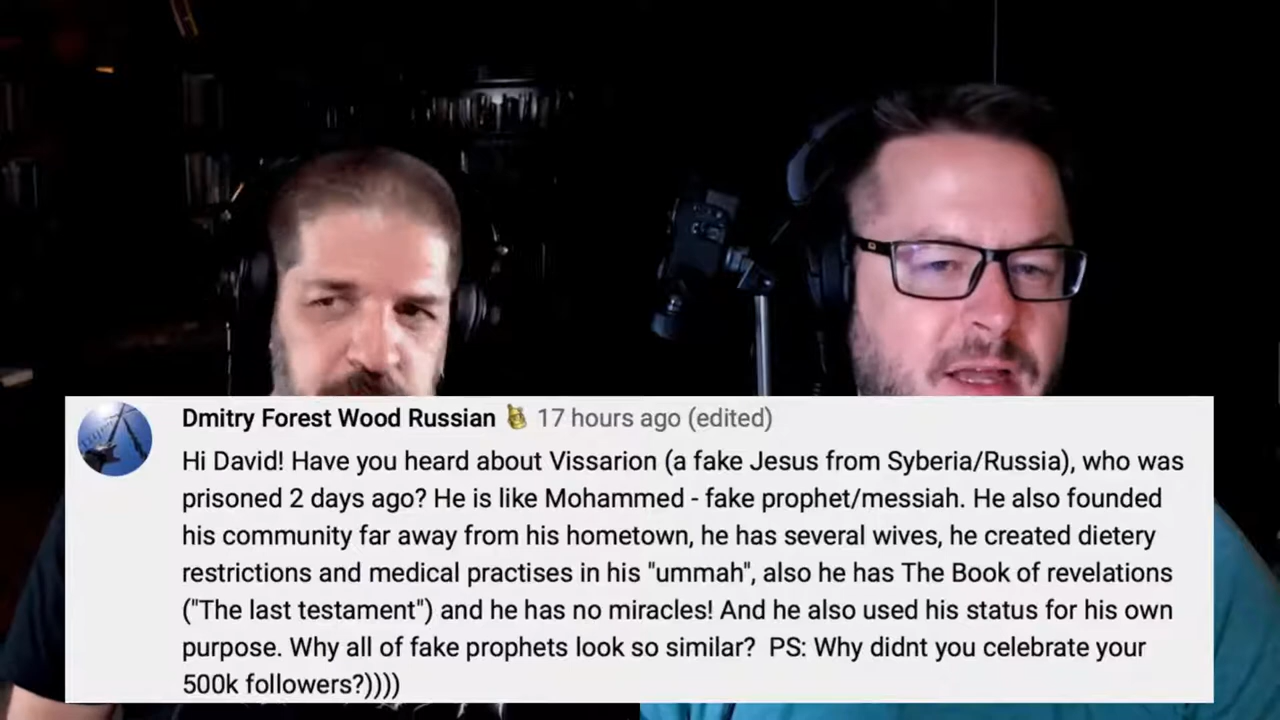 Dmitry Forest Wood Russian 17 hours ago (edited)
Hi David! Have you heard about Vissarion (a fake Jesus from Syberia/Russia), who was
prisoned 2 days ago? He is like Mohammed - fake prophet/messiah. He also founded
his community far away from his hometown, he has several wives, he created dietery
restrictions and medical practises in his "ummah", also he has The Book of revelations
("The last testament") and he has no miracles! And he also used his status for his own
purpose. Why all of fake prophets look so similar?  PS: Why didnt you celebrate your
500k followers?))))